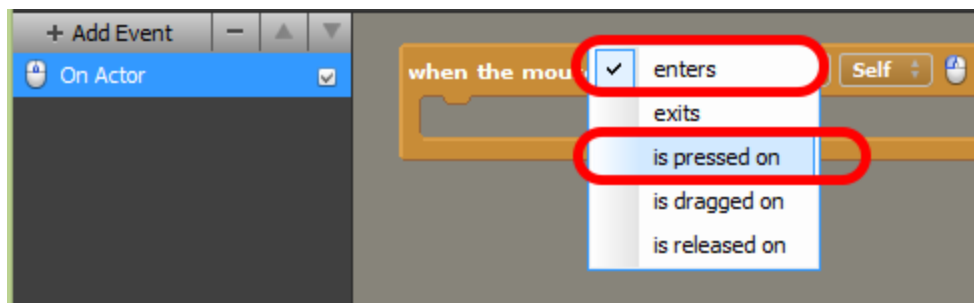 + Add Event
On Actor
when the mou
Self
enters
exits
is pressed on
is dragged on
is released on